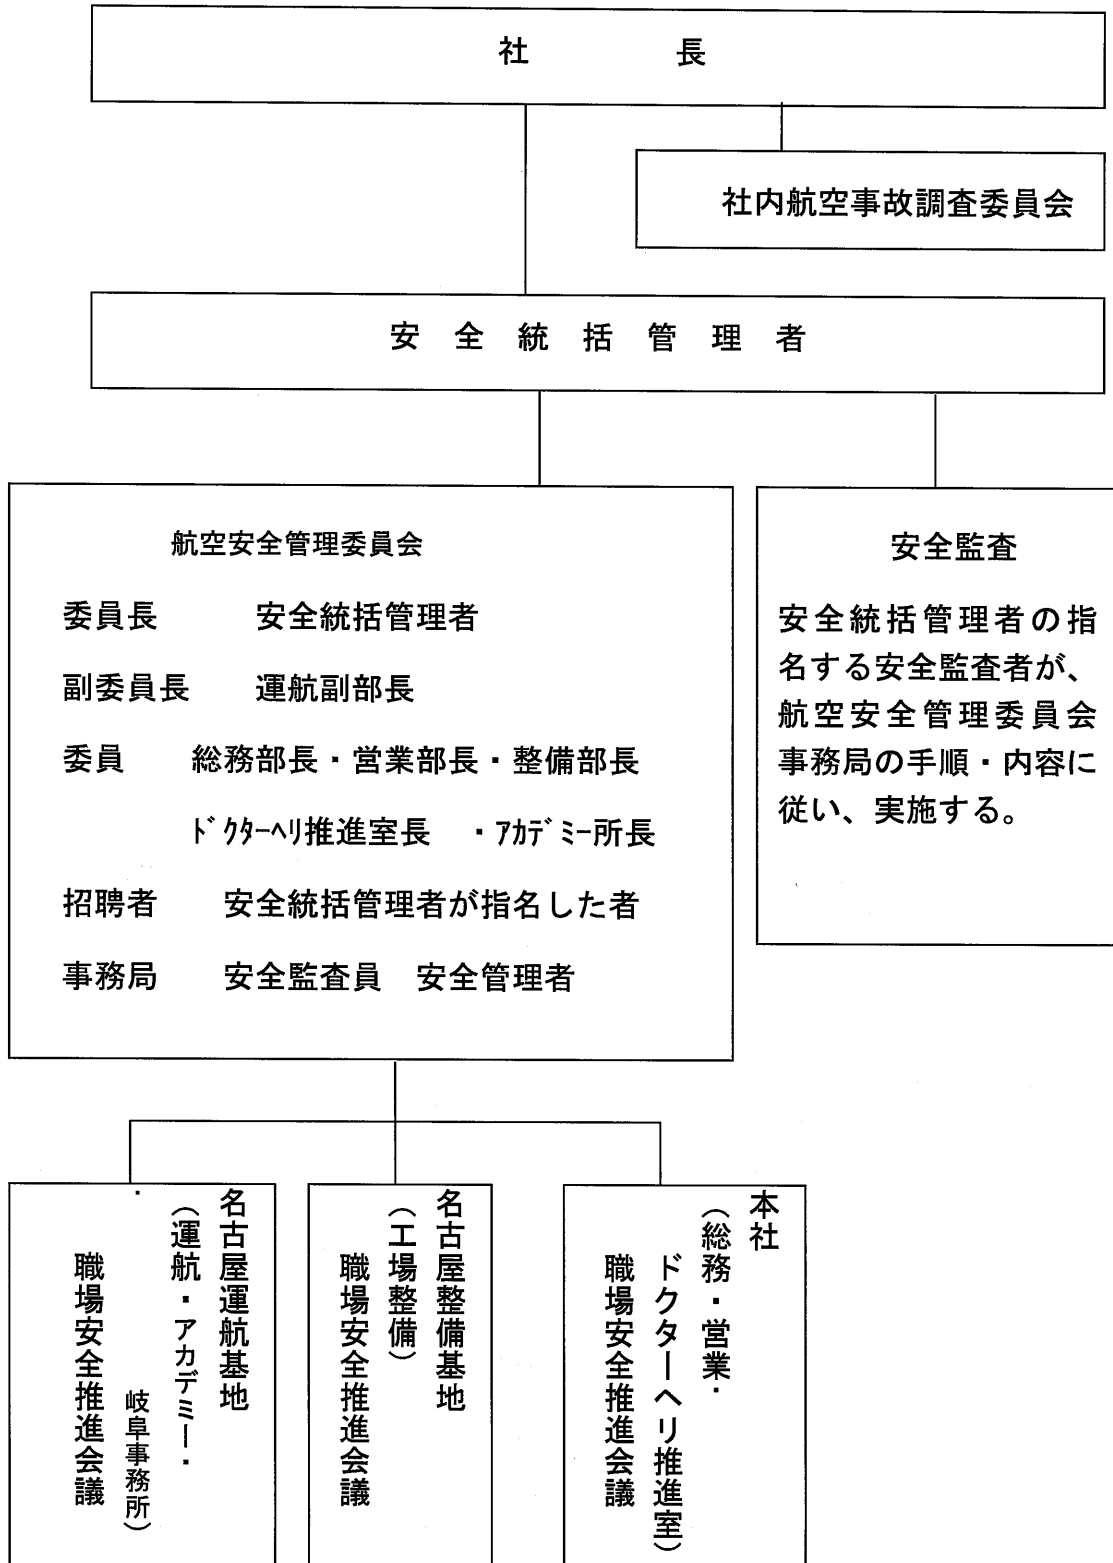 社　長
社内航空事故調査委員会
安全統括管理者
航空安全管理委員会
委員長　安全統括管理者
副委員長　運航副部長
委員　総務部長・営業部長・整備部長
ﾄﾞｸﾀｰﾍﾘ推進室長　・ｱｶﾃﾞﾐｰ所長
招聘者　安全統括管理者が指名した者
事務局　安全監査員　安全管理者
安全監査
安全統括管理者の指
名する安全監査者が、
航空安全管理委員会
事務局の手順・内容に
従い、実施する。
名古屋運航基地
（運航・アカデミー・
岐阜事務所）
職場安全推進会議
名古屋整備基地
（工場整備）
職場安全推進会議
本社
（総務・営業・
ドクターヘリ推進室）
職場安全推進会議